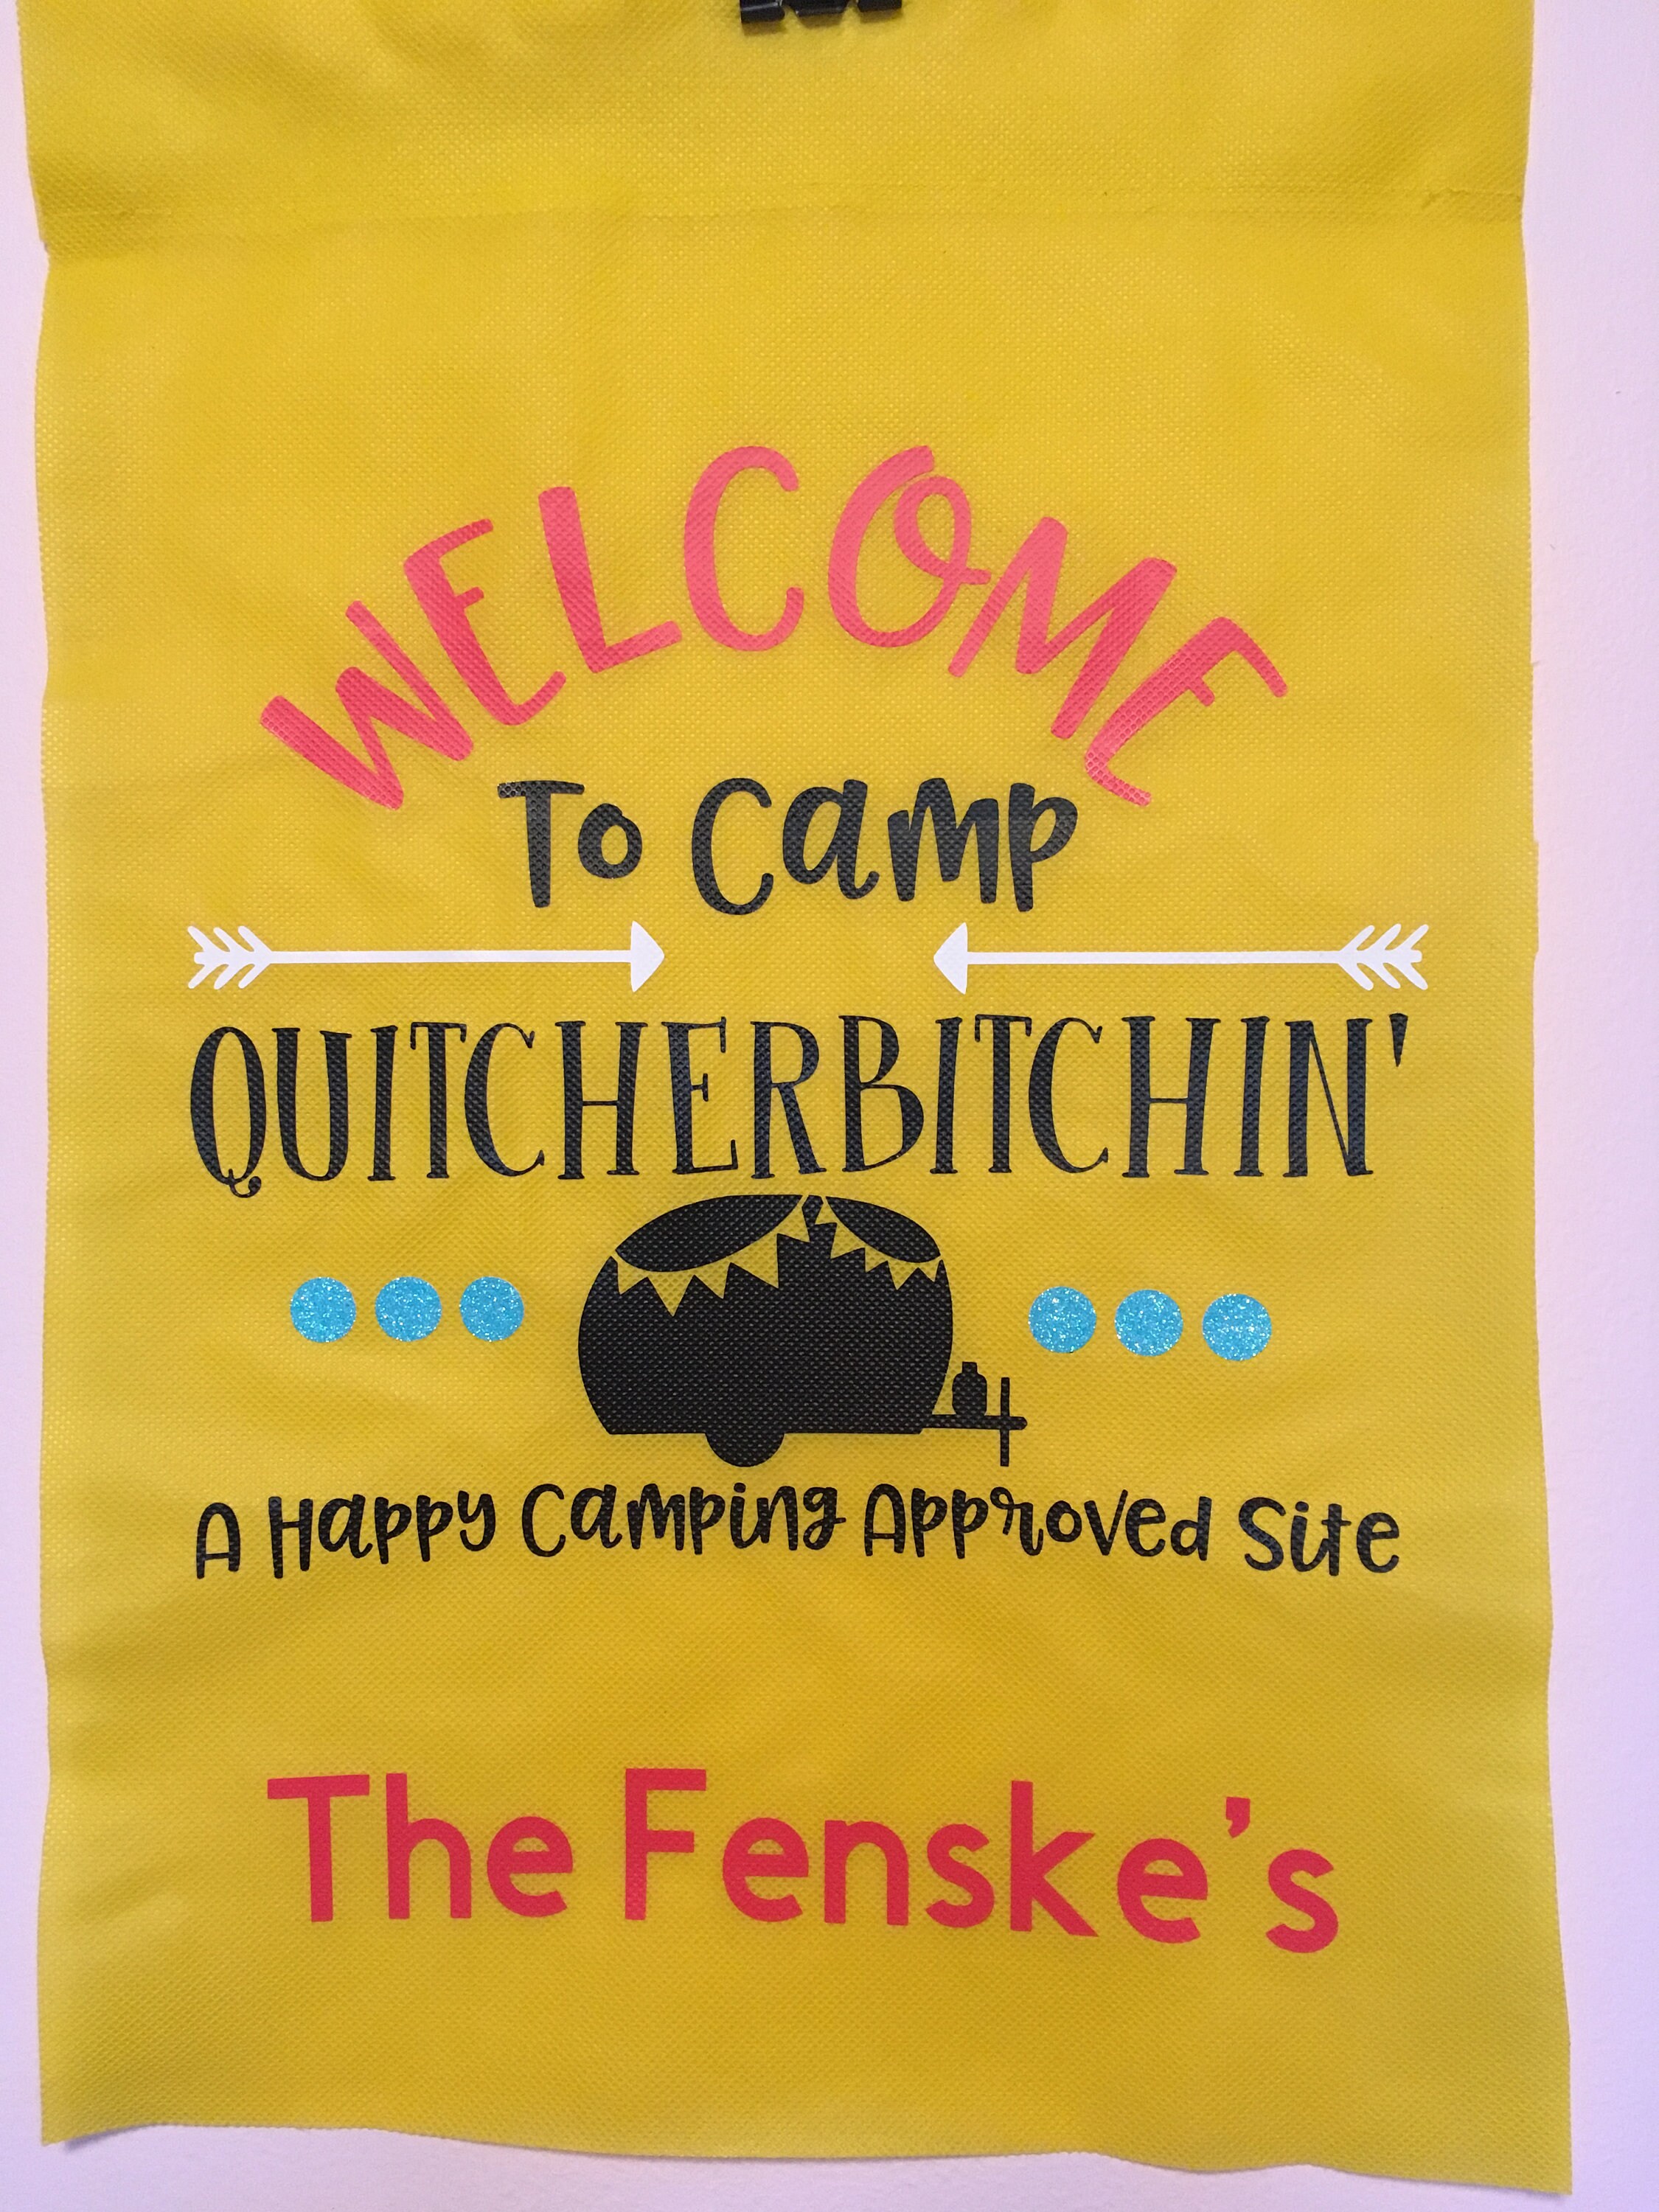 WELCOME
To Camp
QUITCHERBITCHIN'
A Happy Camping Approved Site
The Fenske's